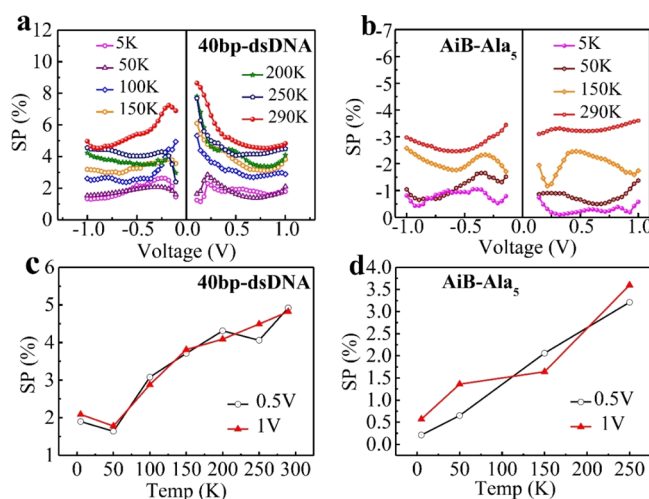 a
40bp-dsDNA
SP (%)
12
10
8
6
4
2
0
5K
50K
100K
150K
200K
250K
290K
-1.0
-0.5
0.0
0.5
1.0
Voltage (V)
b
AiB-Ala5
SP (%)
-7
-6
-5
-4
-3
-2
-1
0
5K
50K
150K
290K
-1.0
-0.5
0.0
0.5
1.0
Voltage (V)
c
40bp-dsDNA
SP (%)
6
5
4
3
2
1
0.5V
1V
0
50
100
150
200
250
300
Temp (K)
d
AiB-Ala5
SP (%)
4.0
3.5
3.0
2.5
2.0
1.5
1.0
0.5
0.0
0.5V
1V
0
50
100
150
200
250
Temp (K)